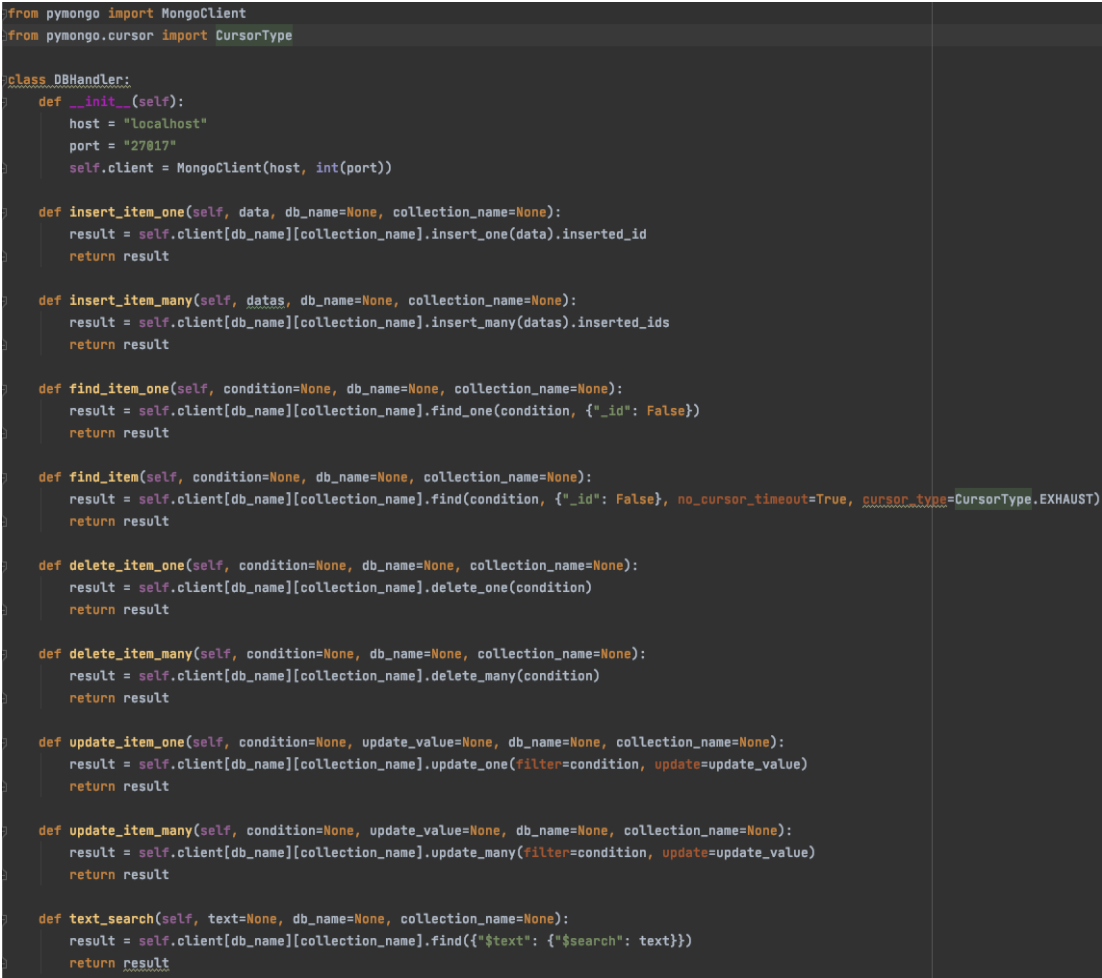 from pymongo import MongoClient
from pymongo.cursor import CursorType
class DBHandler:
    def __init__(self):
        host = "localhost"
        port = "27017"
        self.client = MongoClient(host, int(port))
    def insert_item_one(self, data, db_name=None, collection_name=None):
        result = self.client[db_name][collection_name].insert_one(data).inserted_id
        return result
    def insert_item_many(self, datas, db_name=None, collection_name=None):
        result = self.client[db_name][collection_name].insert_many(datas).inserted_ids
        return result
    def find_item_one(self, condition=None, db_name=None, collection_name=None):
        result = self.client[db_name][collection_name].find_one(condition, {"_id": False})
        return result
    def find_item(self, condition=None, db_name=None, collection_name=None):
        result = self.client[db_name][collection_name].find(condition, {"_id": False}, no_cursor_timeout=True, cursor_type=CursorType.EXHAUST)
        return result
    def delete_item_one(self, condition=None, db_name=None, collection_name=None):
        result = self.client[db_name][collection_name].delete_one(condition)
        return result
    def delete_item_many(self, condition=None, db_name=None, collection_name=None):
        result = self.client[db_name][collection_name].delete_many(condition)
        return result
    def update_item_one(self, condition=None, update_value=None, db_name=None, collection_name=None):
        result = self.client[db_name][collection_name].update_one(filter=condition, update=update_value)
        return result
    def update_item_many(self, condition=None, update_value=None, db_name=None, collection_name=None):
        result = self.client[db_name][collection_name].update_many(filter=condition, update=update_value)
        return result
    def text_search(self, text=None, db_name=None, collection_name=None):
        result = self.client[db_name][collection_name].find({"$text": {"$search": text}})
        return result